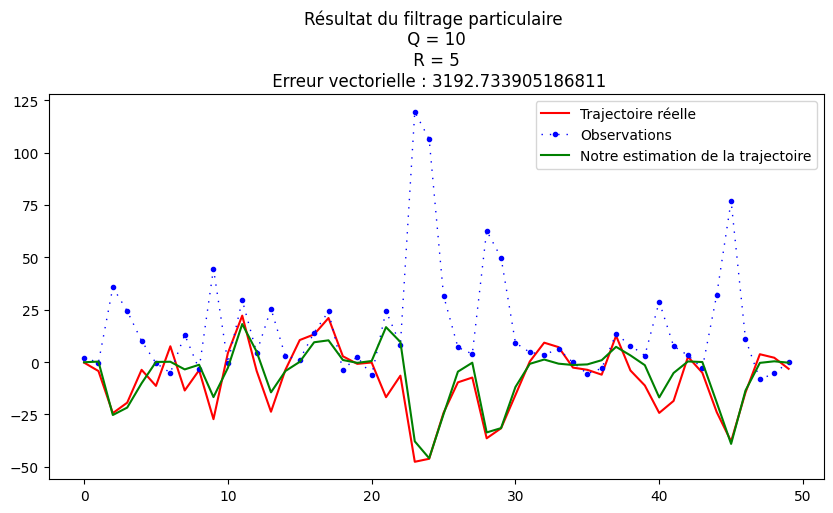 Résultat du filtrage particulaire
Q = 10
R = 5
Erreur vectorielle : 3192.733905186811
125
100
75
50
25
0
−25
−50
0
10
20
30
40
50
Trajectoire réelle
Observations
Notre estimation de la trajectoire